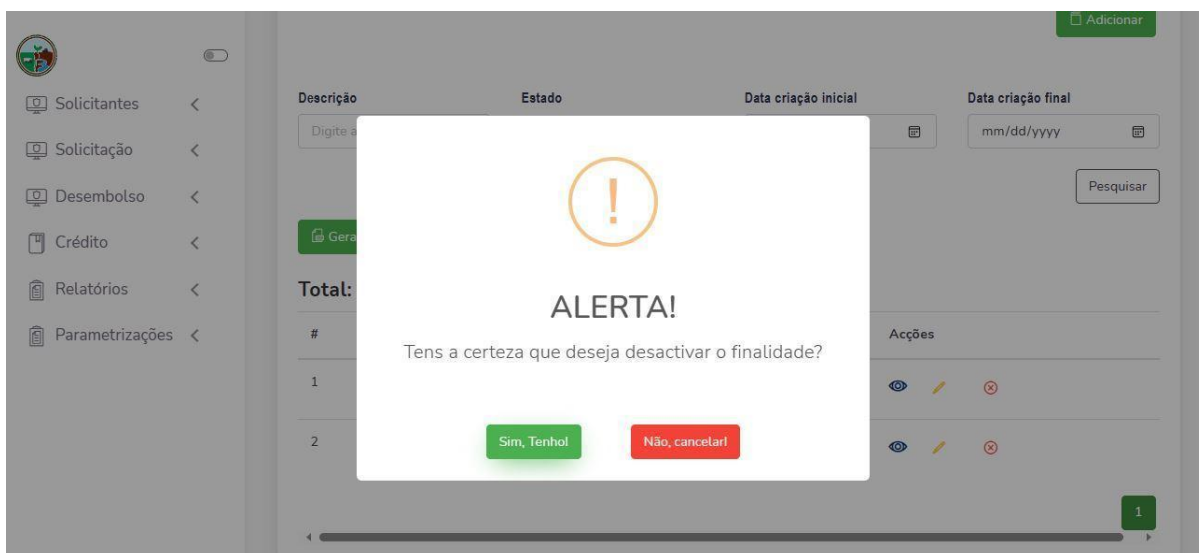 Adicionar
Solicitantes
Solicitação
Desembolso
Crédito
Relatórios
Parametrizações
Descrição Estado Data criação inicial Data criação final
Digite a
mm/dd/yyyy
Pesquisar
Gera
Total:
# Acções
1
2
ALERTA!
Tens a certeza que deseja desactivar o finalidade?
Sim, Tenho! Não, cancelar!
1